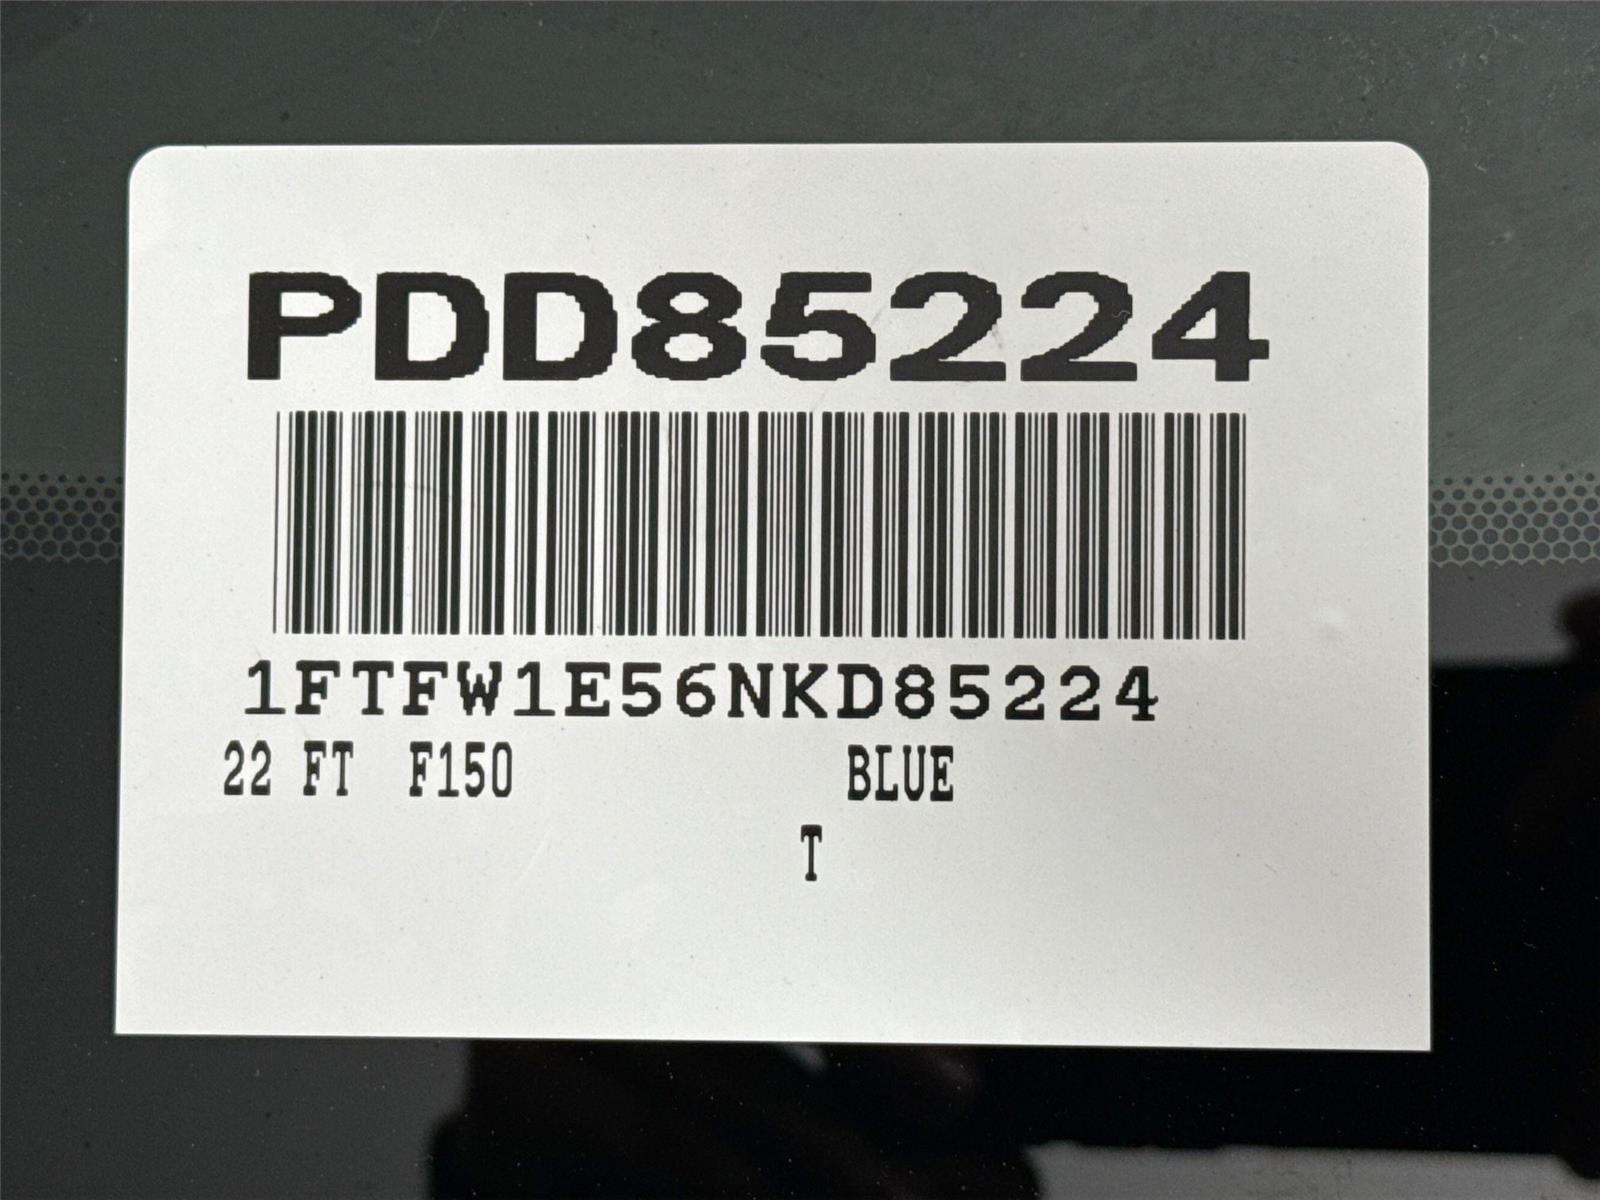 PDD85224
1FTFW1E56NKD85224
22 FT F150 BLUE
T